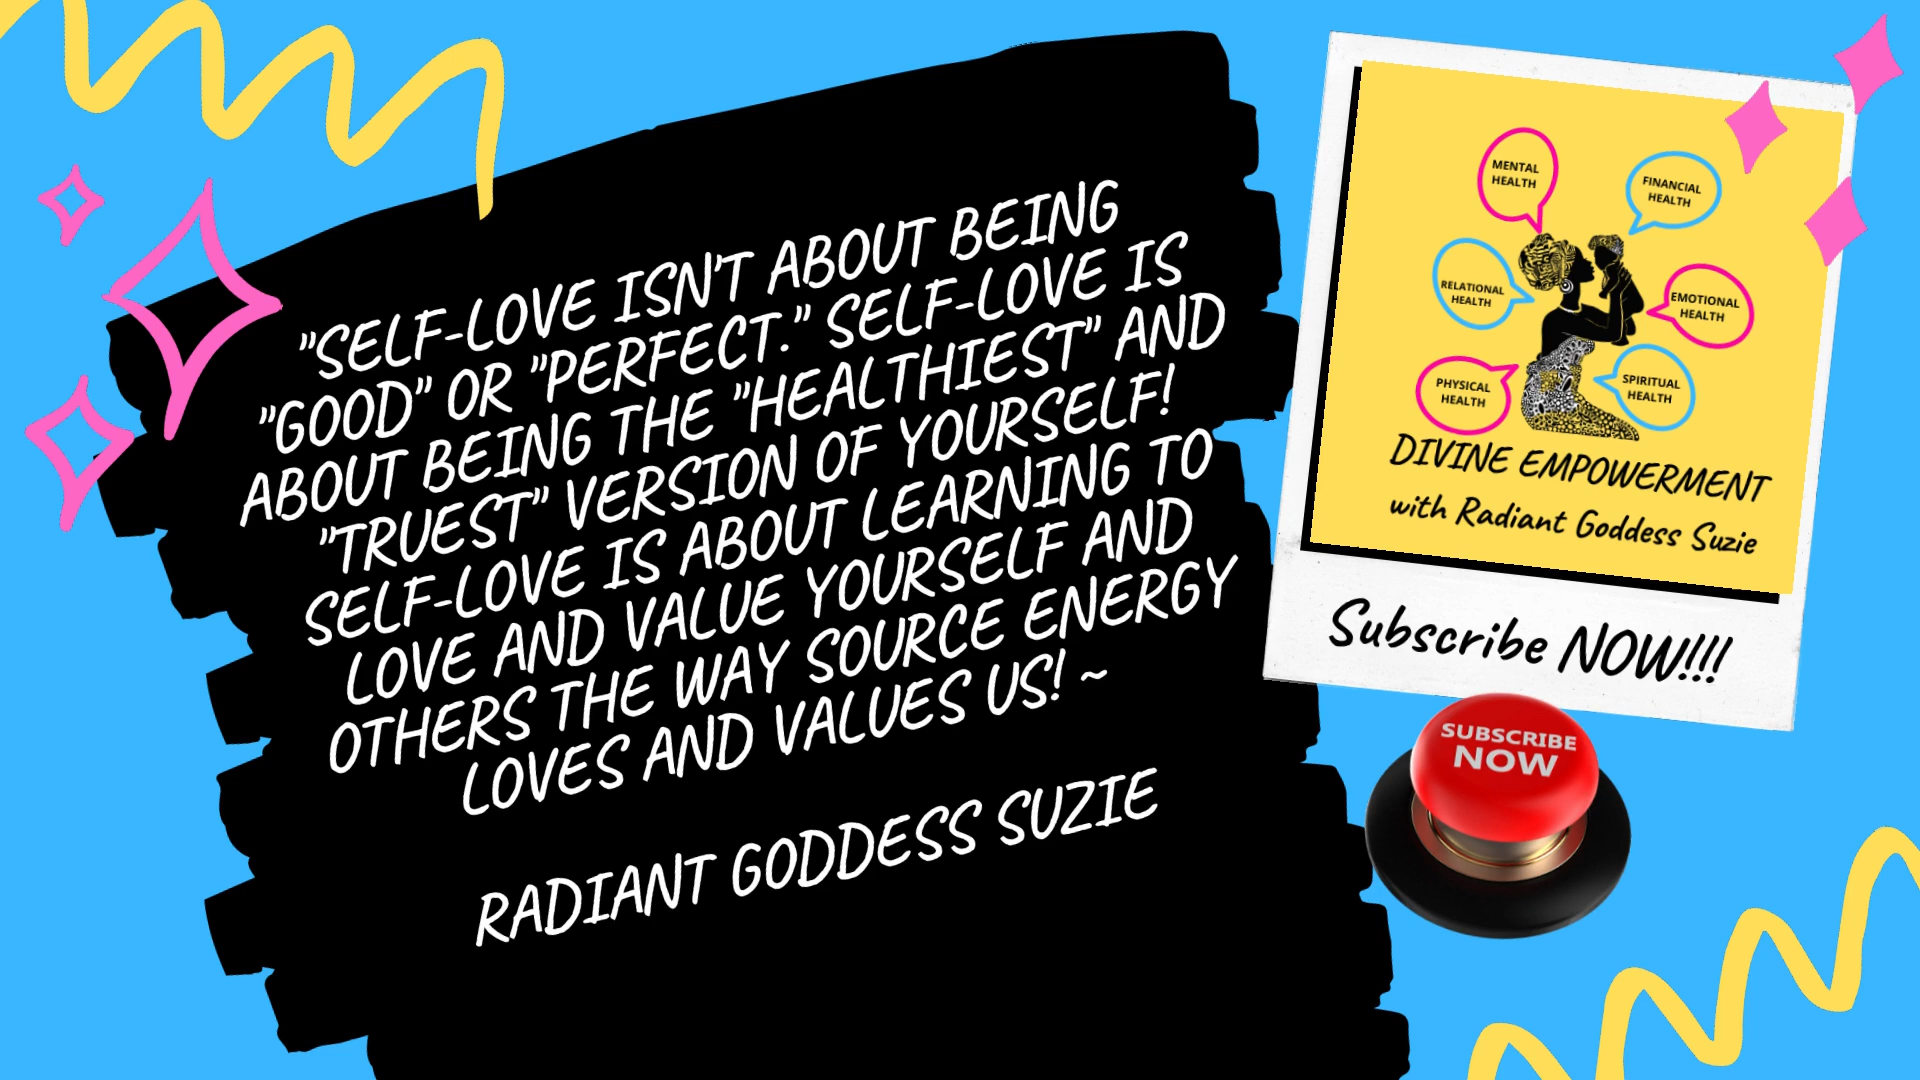 "SELF-LOVE ISN'T ABOUT BEING
"GOOD" OR "PERFECT." SELF-LOVE IS
ABOUT BEING THE "HEALTHIEST" AND
"TRUEST" VERSION OF YOURSELF!
SELF-LOVE IS ABOUT LEARNING TO
LOVE AND VALUE YOURSELF AND
OTHERS THE WAY SOURCE ENERGY
LOVES AND VALUES US! ~
RADIANT GODDESS SUZIE
MENTAL
HEALTH
FINANCIAL
HEALTH
RELATIONAL
HEALTH
EMOTIONAL
HEALTH
PHYSICAL
HEALTH
SPIRITUAL
HEALTH
DIVINE EMPOWERMENT
with Radiant Goddess Suzie
Subscribe NOW!!!
SUBSCRIBE
NOW